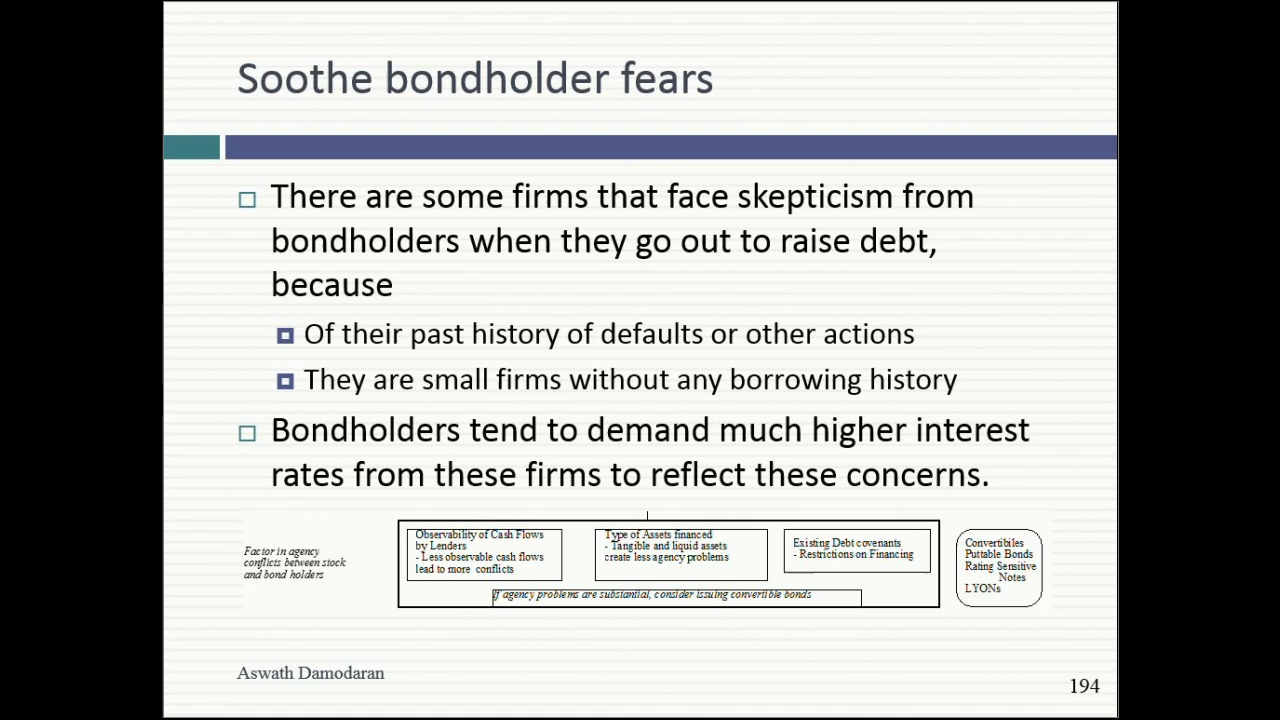 Soothe bondholder fears
There are some firms that face skepticism from
bondholders when they go out to raise debt,
because
Of their past history of defaults or other actions
They are small firms without any borrowing history
Bondholders tend to demand much higher interest
rates from these firms to reflect these concerns.
Factor in agency
conflicts between stock
and bond holders
Observability of Cash Flows
by Lenders
- Less observable cash flows
lead to more conflicts
Type of Assets financed
- Tangible and liquid assets
create less agency problems
Existing Debt covenants
- Restrictions on Financing
If agency problems are substantial, consider issuing convertible bonds
Convertibiles
Puttable Bonds
Rating Sensitive
Notes
LYONs
Aswath Damodaran
194